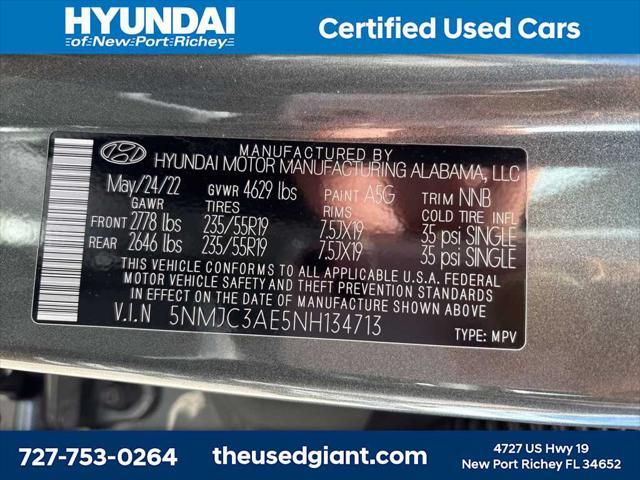 HYUNDAI
of New Port Richey
Certified Used Cars
MANUFACTURED BY
HYUNDAI MOTOR MANUFACTURING ALABAMA, LLC
May/24/22 GVWR 4629 lbs PAINT A5G TRIM NNB
GAWR TIRES RIMS COLD TIRE INFL
FRONT 2778 lbs 235/55R19 7.5JX19 35 psi SINGLE
REAR 2646 lbs 235/55R19 7.5JX19 35 psi SINGLE
THIS VEHICLE CONFORMS TO ALL APPLICABLE U.S.A. FEDERAL
MOTOR VEHICLE SAFETY AND THEFT PREVENTION STANDARDS
IN EFFECT ON THE DATE OF MANUFACTURE SHOWN ABOVE
V.I.N 5NMJC3AE5NH134713 TYPE: MPV
727-753-0264
theusedgiant.com
4727 US Hwy 19
New Port Richey FL 34652